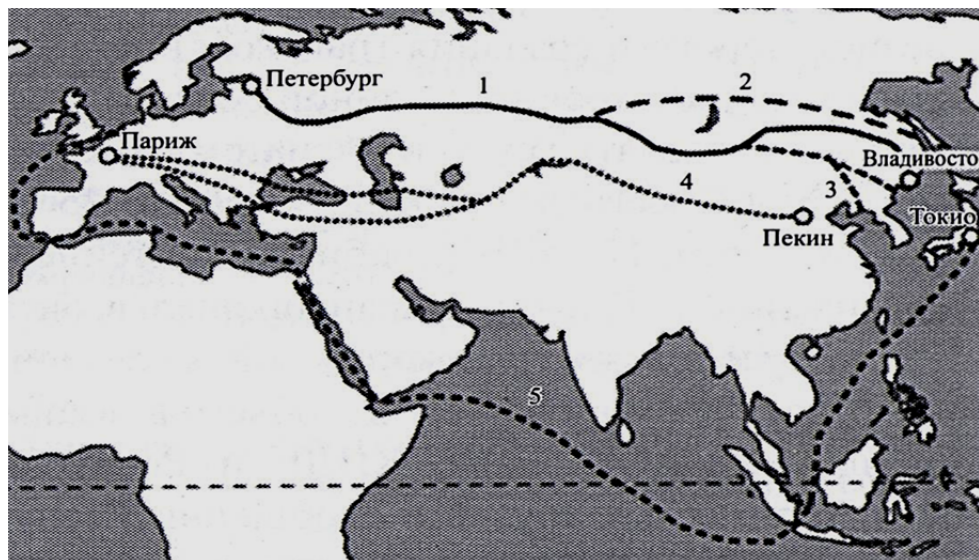 Петербург
1
2
Париж
Владивосто
4
3
Пекин
Токио
5